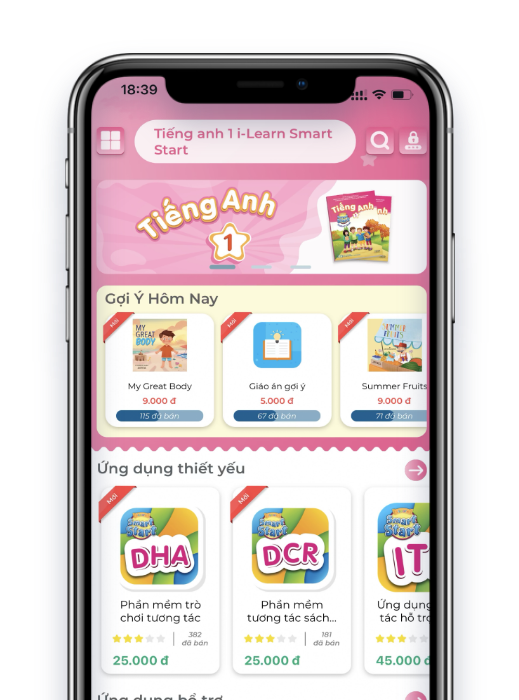 18:39
Tiếng anh 1 i-Learn Smart
Start
Tiếng Anh
1
Tiếng Anh
Gợi Ý Hôm Nay
Mới
Mới
Mới
MY
GREAT
BODY
SUMMER
FRUITS
My Great Body
Giáo án gợi ý
Summer Fruits
9.000 đ
5.000 đ
9.000 đ
115 đã bán
67 đã bán
71 đã bán
Ứng dụng thiết yếu
Mới
Mới
Smart
Start
DHA
Smart
Start
DCR
Smart
Start
IT
Phần mềm trò
chơi tương tác
Phần mềm
tương tác sách...
Ứng dụng
tác hỗ trợ
382
đã bán
191
đã bán
25.000 đ
25.000 đ
45.000 đ
Ứng dụng bổ trợ